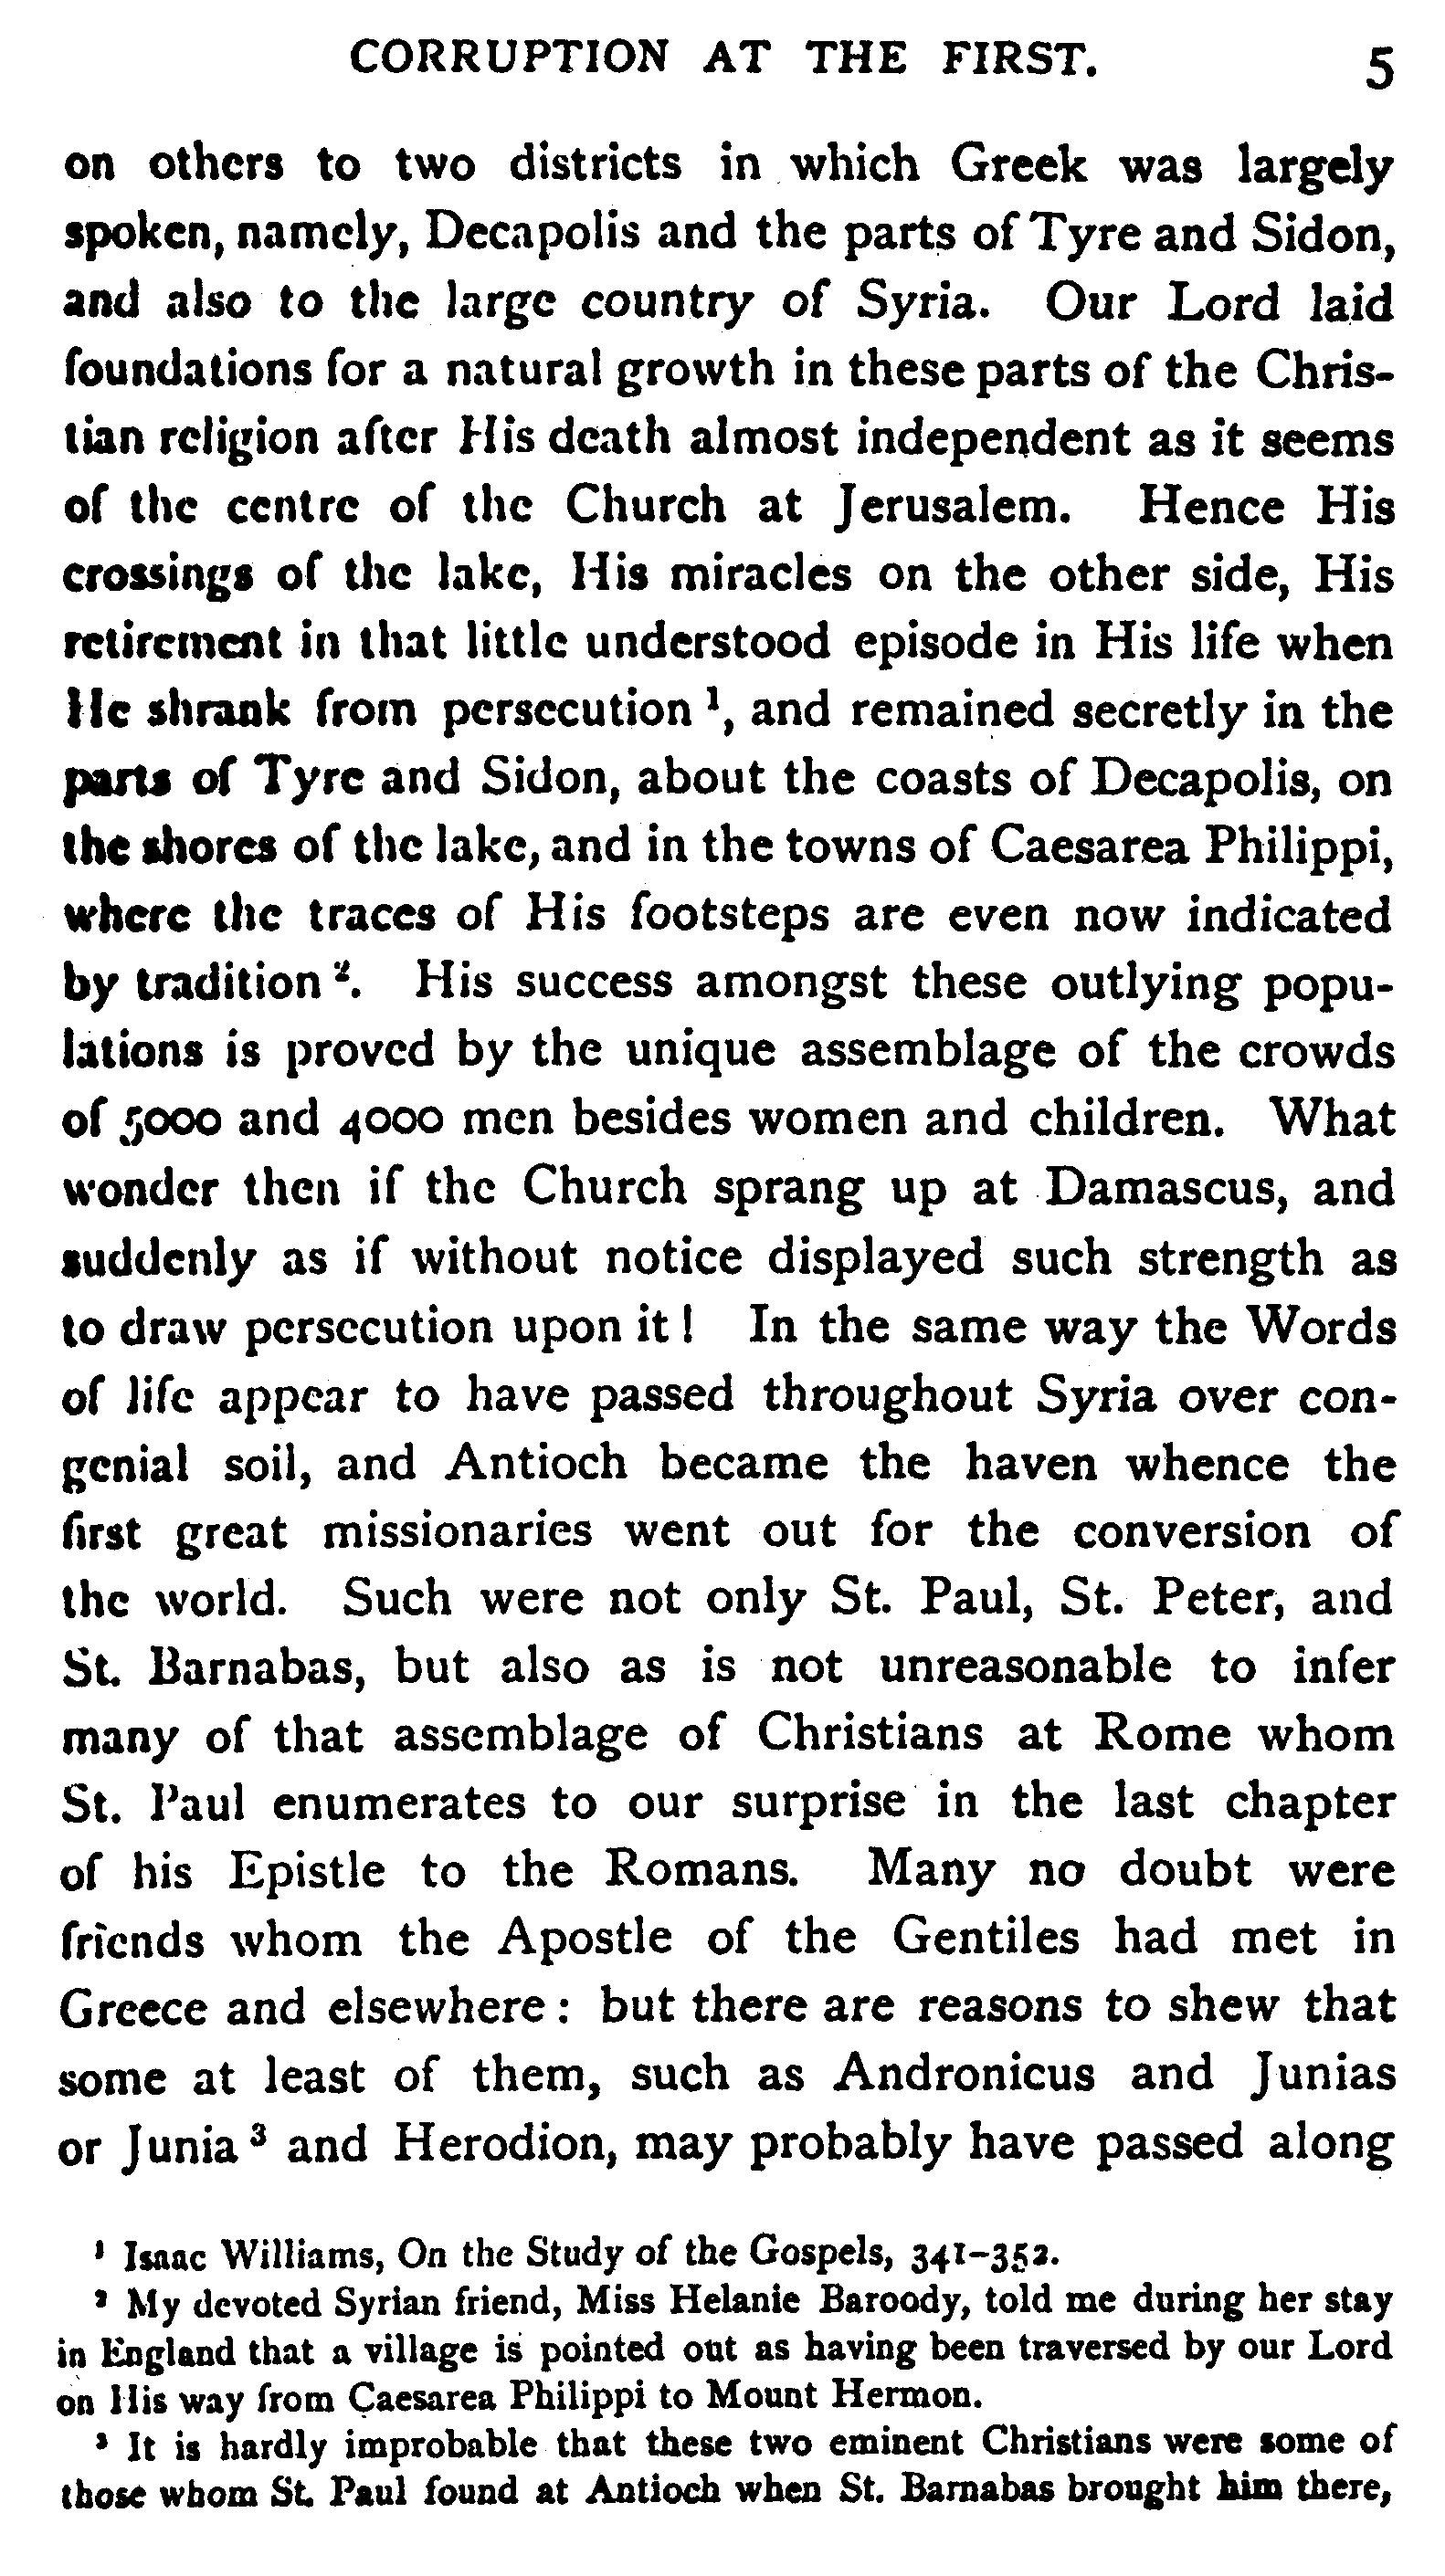 CORRUPTION AT THE FIRST. 5
on others to two districts in which Greek was largely
spoken, namely, Decapolis and the parts of Tyre and Sidon,
and also to the large country of Syria. Our Lord laid
foundations for a natural growth in these parts of the Chris-
tian religion after His death almost independent as it seems
of the centre of the Church at Jerusalem. Hence His
crossings of the lake, His miracles on the other side, His
retirement in that little understood episode in His life when
He shrank from persecution ¹, and remained secretly in the
parts of Tyre and Sidon, about the coasts of Decapolis, on
the shores of the lake, and in the towns of Caesarea Philippi,
where the traces of His footsteps are even now indicated
by tradition ². His success amongst these outlying popu-
lations is proved by the unique assemblage of the crowds
of 5000 and 4000 men besides women and children. What
wonder then if the Church sprang up at Damascus, and
suddenly as if without notice displayed such strength as
to draw persecution upon it ! In the same way the Words
of life appear to have passed throughout Syria over con-
genial soil, and Antioch became the haven whence the
first great missionaries went out for the conversion of
the world. Such were not only St. Paul, St. Peter, and
St. Barnabas, but also as is not unreasonable to infer
many of that assemblage of Christians at Rome whom
St. Paul enumerates to our surprise in the last chapter
of his Epistle to the Romans. Many no doubt were
friends whom the Apostle of the Gentiles had met in
Greece and elsewhere : but there are reasons to shew that
some at least of them, such as Andronicus and Junias
or Junia ³ and Herodion, may probably have passed along
¹ Isaac Williams, On the Study of the Gospels, 341-352.
² My devoted Syrian friend, Miss Helanie Baroody, told me during her stay
in England that a village is pointed out as having been traversed by our Lord
on His way from Caesarea Philippi to Mount Hermon.
³ It is hardly improbable that these two eminent Christians were some of
those whom St. Paul found at Antioch when St. Barnabas brought him there,